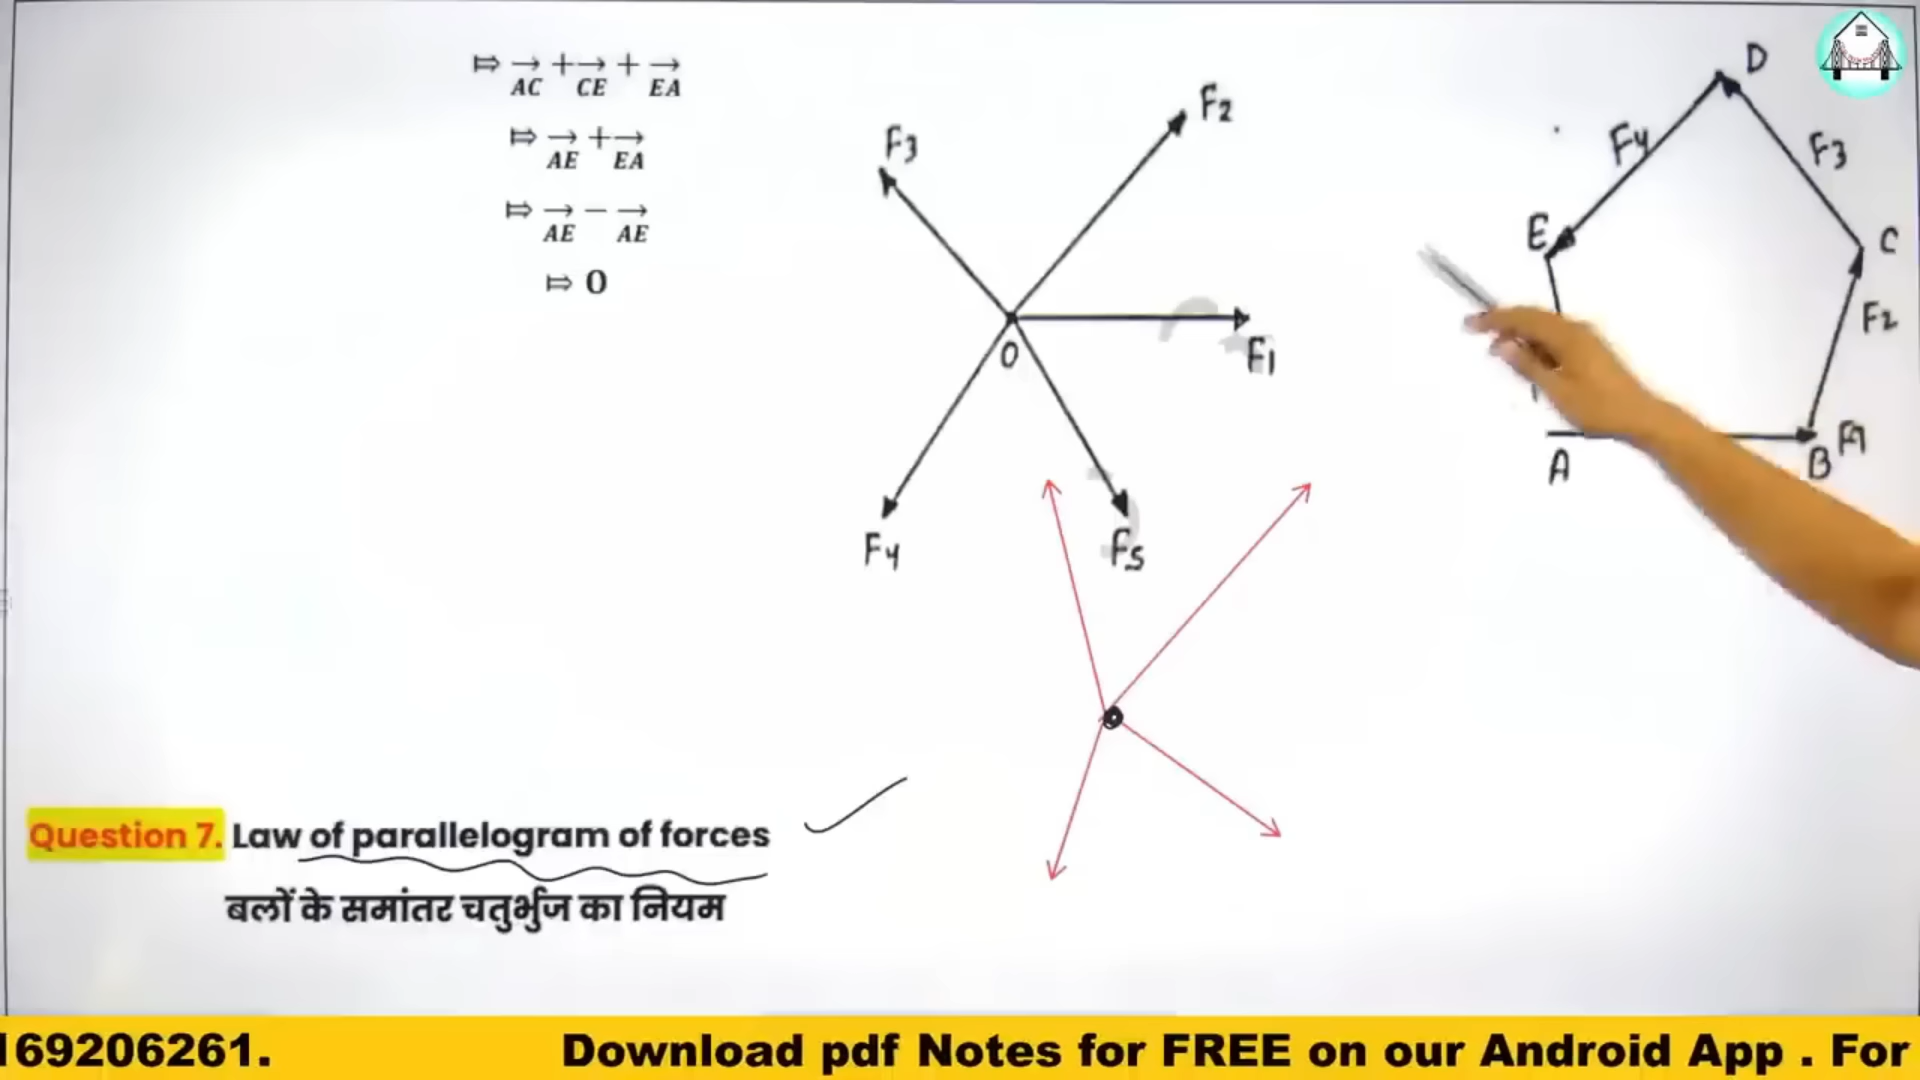 ⤇ → + → + →
AC CE EA
⤇ → + →
AE EA
⤇ → − →
AE AE
⤇ 0
F3
F2
O
F1
F4
F5
D
F4
F3
E
C
F2
A
B
F1
Question 7. Law of parallelogram of forces
बलों के समांतर चतुर्भुज का नियम
169206261. Download pdf Notes for FREE on our Android App . For